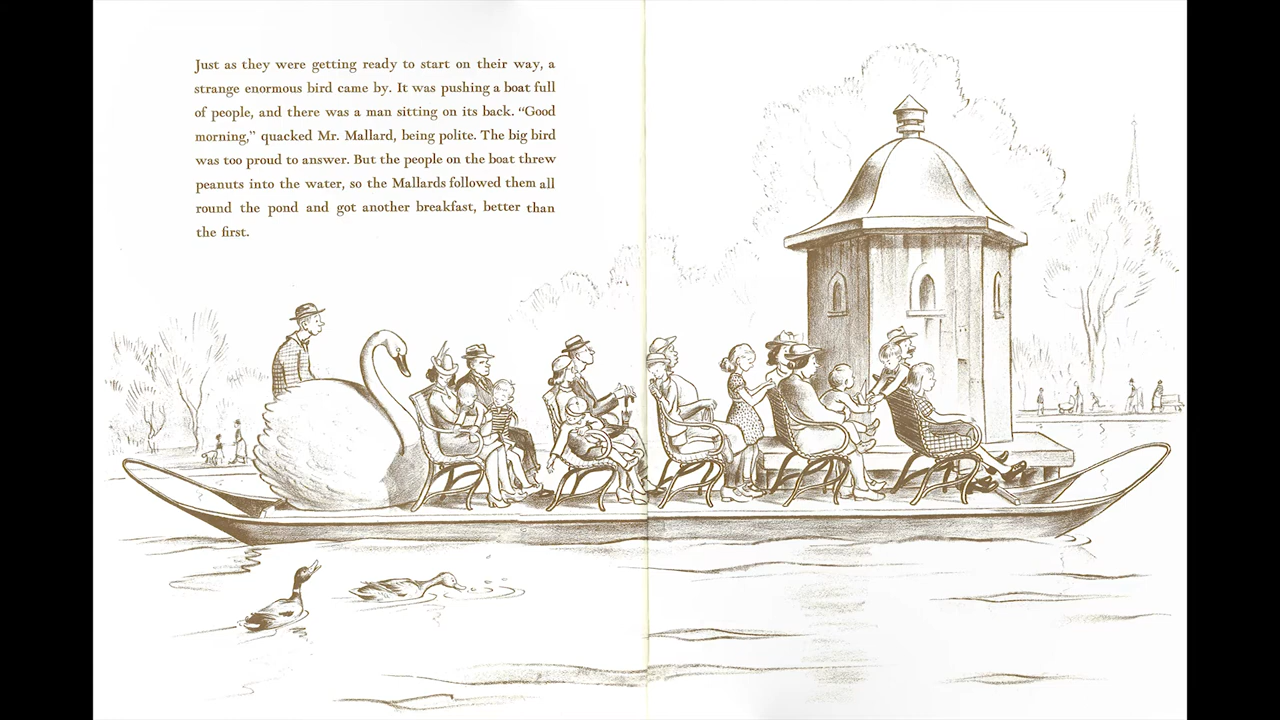 Just as they were getting ready to start on their way, a
strange enormous bird came by. It was pushing a boat full
of people, and there was a man sitting on its back. “Good
morning,” quacked Mr. Mallard, being polite. The big bird
was too proud to answer. But the people on the boat threw
peanuts into the water, so the Mallards followed them all
round the pond and got another breakfast, better than
the first.